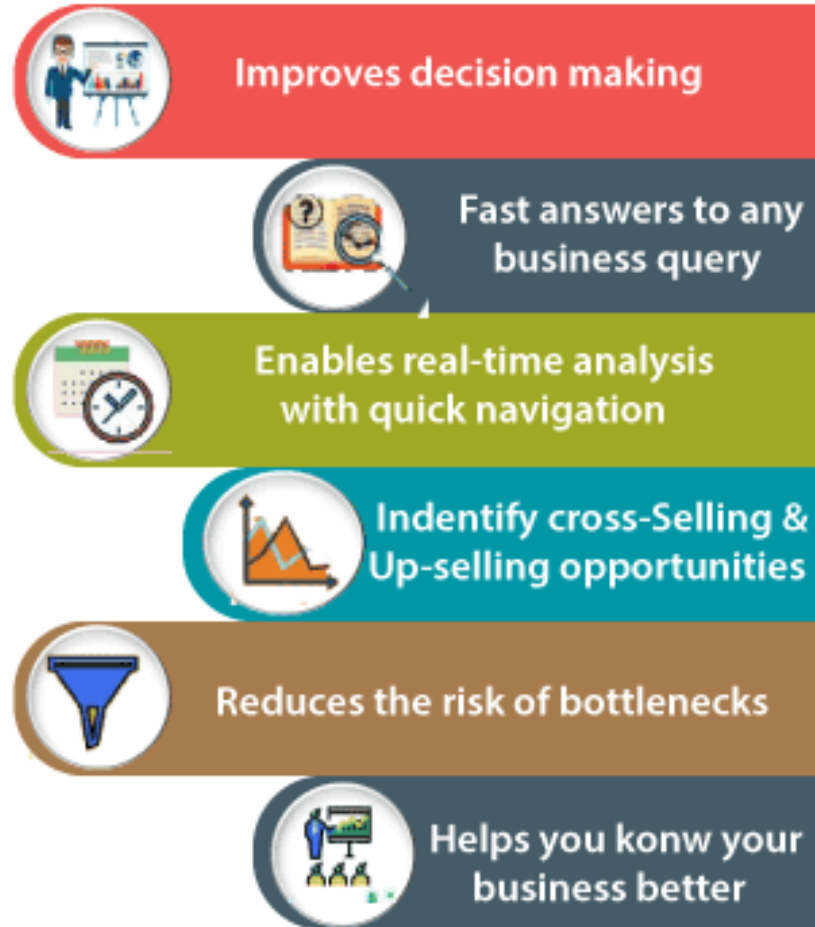 Improves decision making
Fast answers to any
business query
Enables real-time analysis
with quick navigation
Indentify cross-Selling &
Up-selling opportunities
Reduces the risk of bottlenecks
Helps you konw your
business better